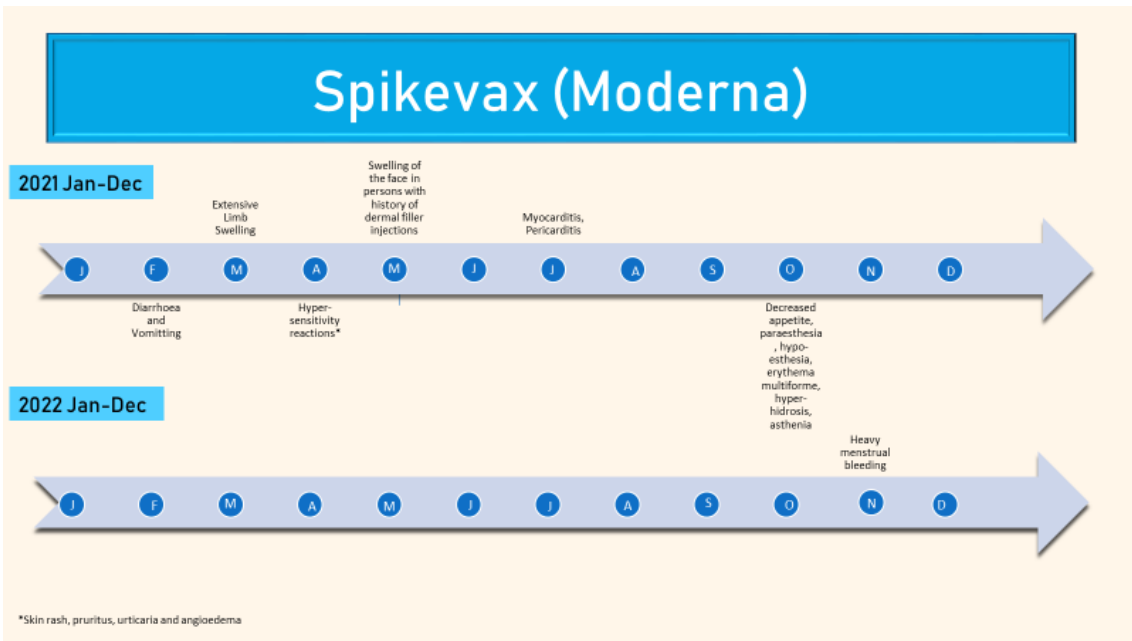 Spikevax (Moderna)
2021 Jan-Dec
Extensive
Limb
Swelling
Swelling of
the face in
persons with
history of
dermal filler
injections
Myocarditis,
Pericarditis
J F M A M J J A S O N D
Diarrhoea
and
Vomitting
Hyper-
sensitivity
reactions*
Decreased
appetite,
paraesthesia
, hypo-
esthesia,
erythema
multiforme,
hyper-
hidrosis,
asthenia
2022 Jan-Dec
Heavy
menstrual
bleeding
J F M A M J J A S O N D
*Skin rash, pruritus, urticaria and angioedema